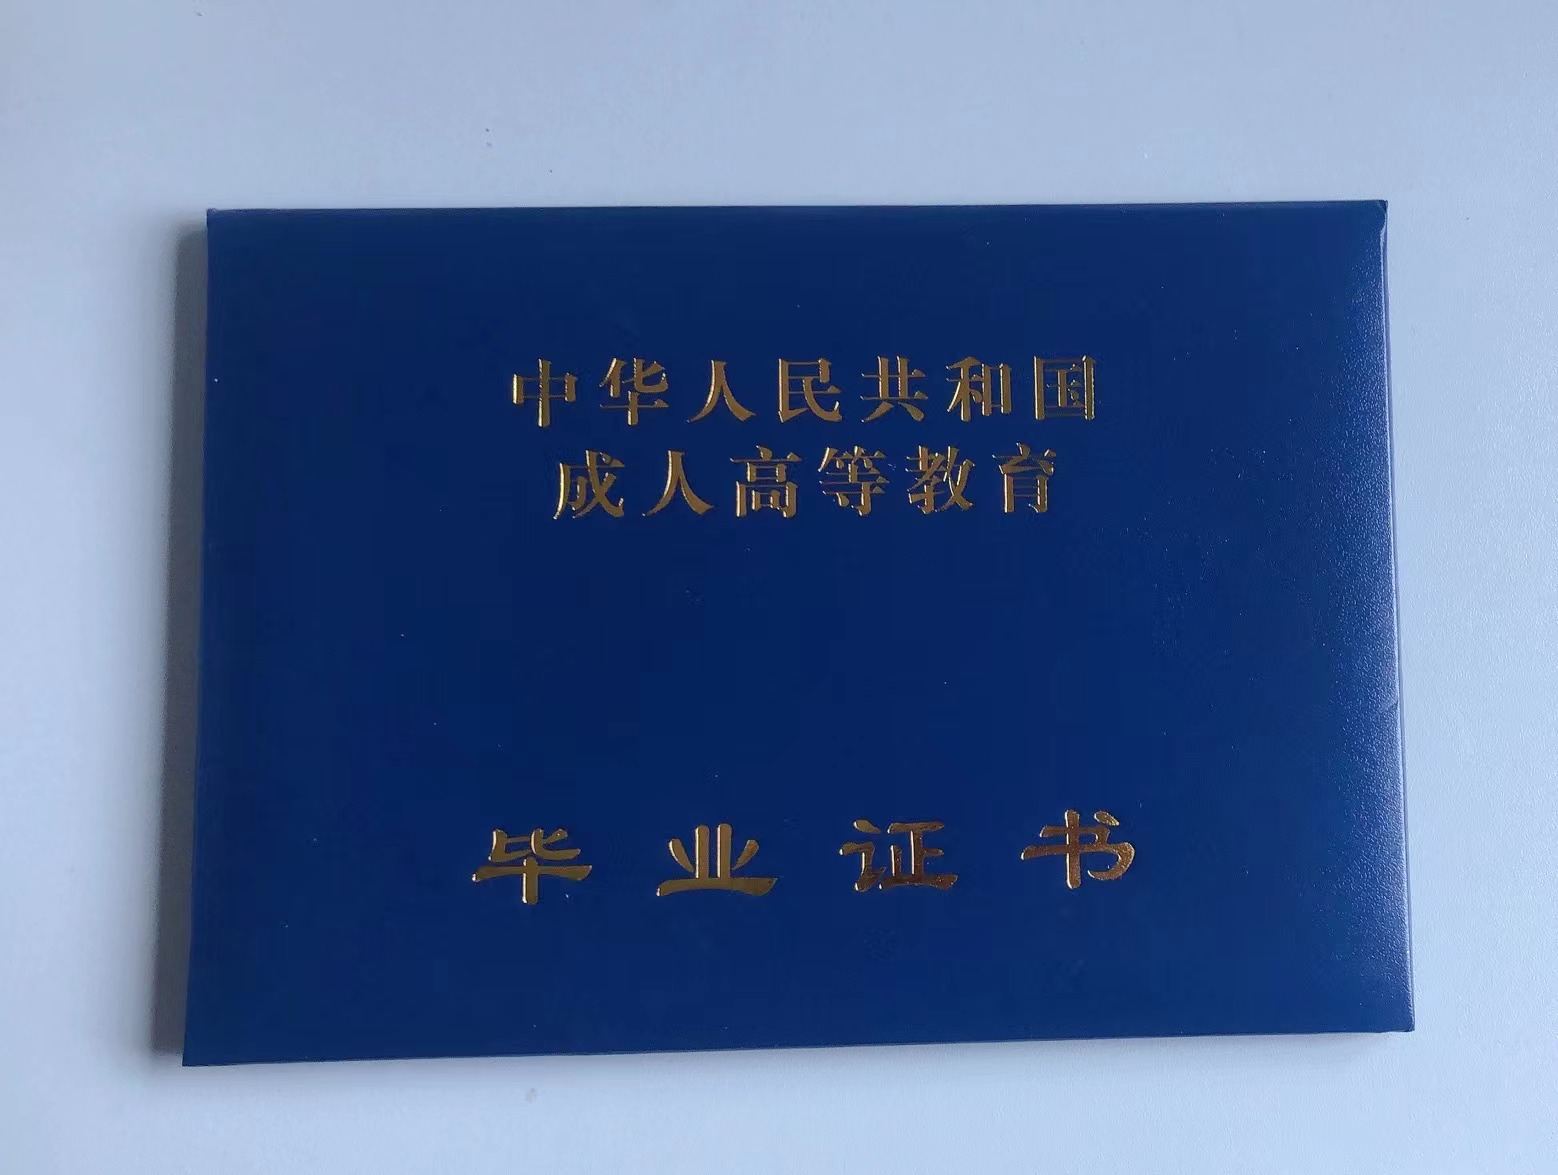 中华人民共和国
成人高等教育
毕业证书